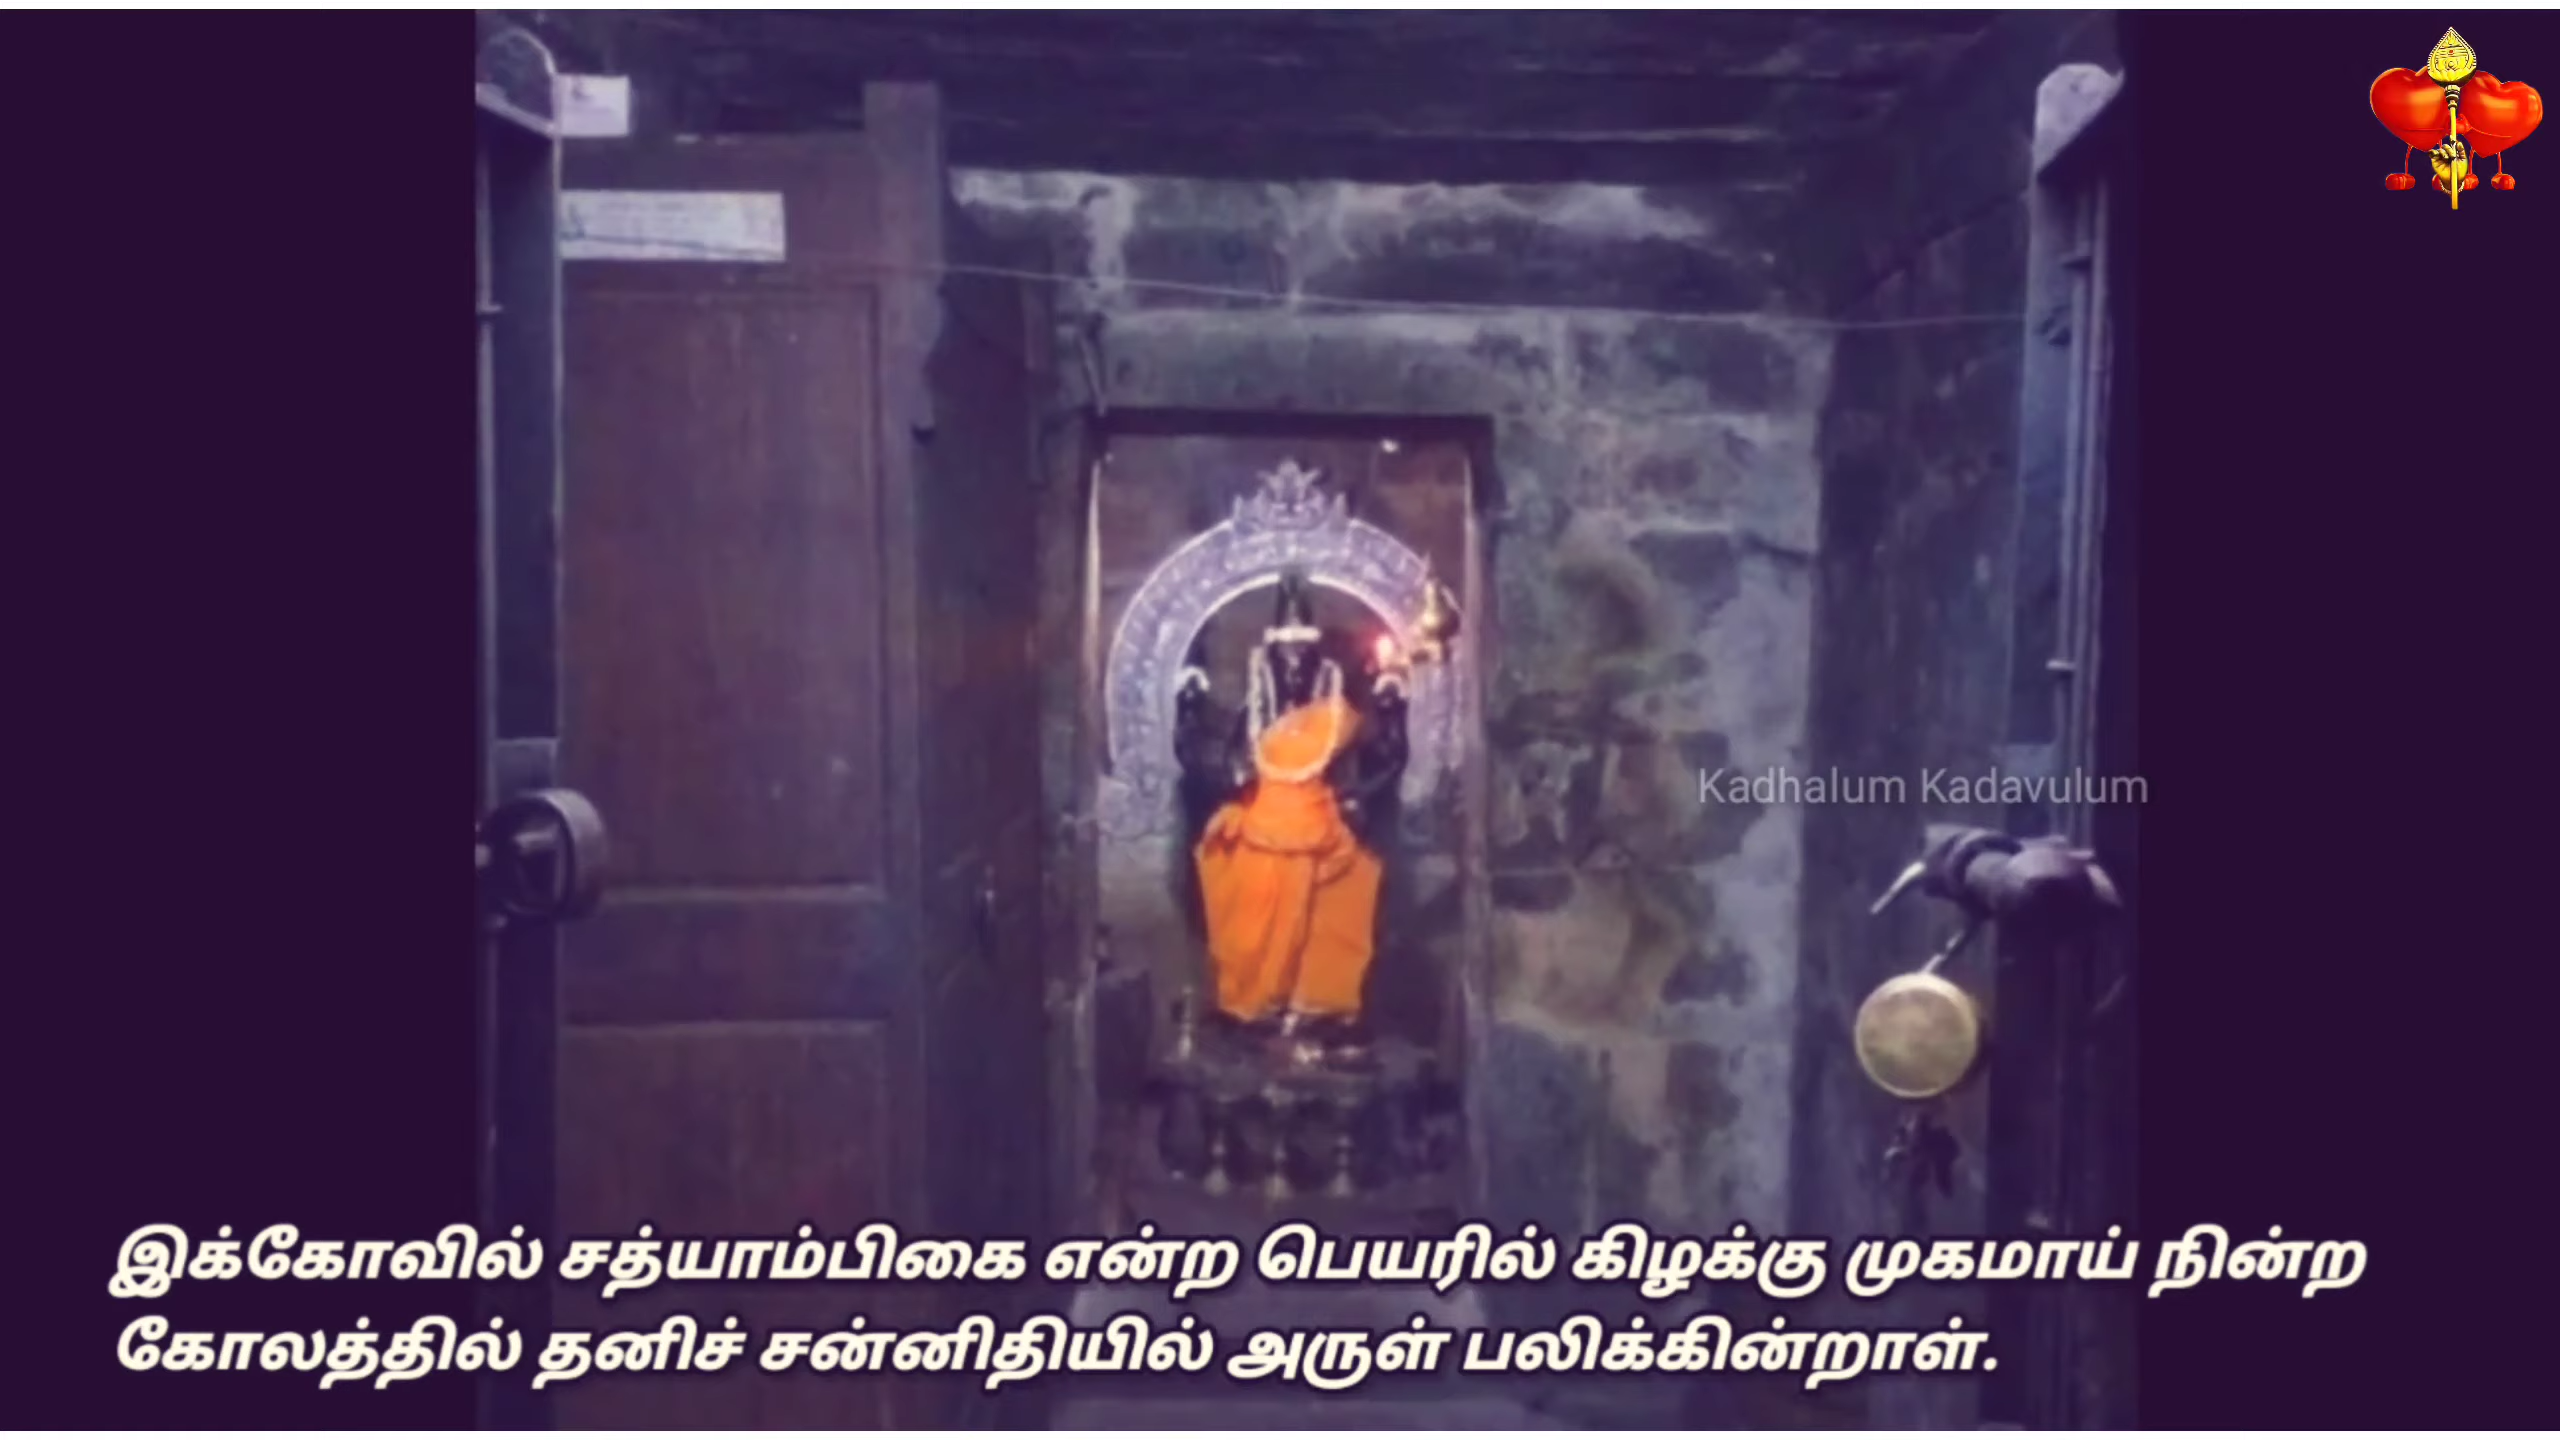 Kadhalum Kadavulum
இக்கோவில் சத்யாம்பிகை என்ற பெயரில் கிழக்கு முகமாய் நின்ற
கோலத்தில் தனிச் சன்னிதியில் அருள் பலிக்கின்றாள்.